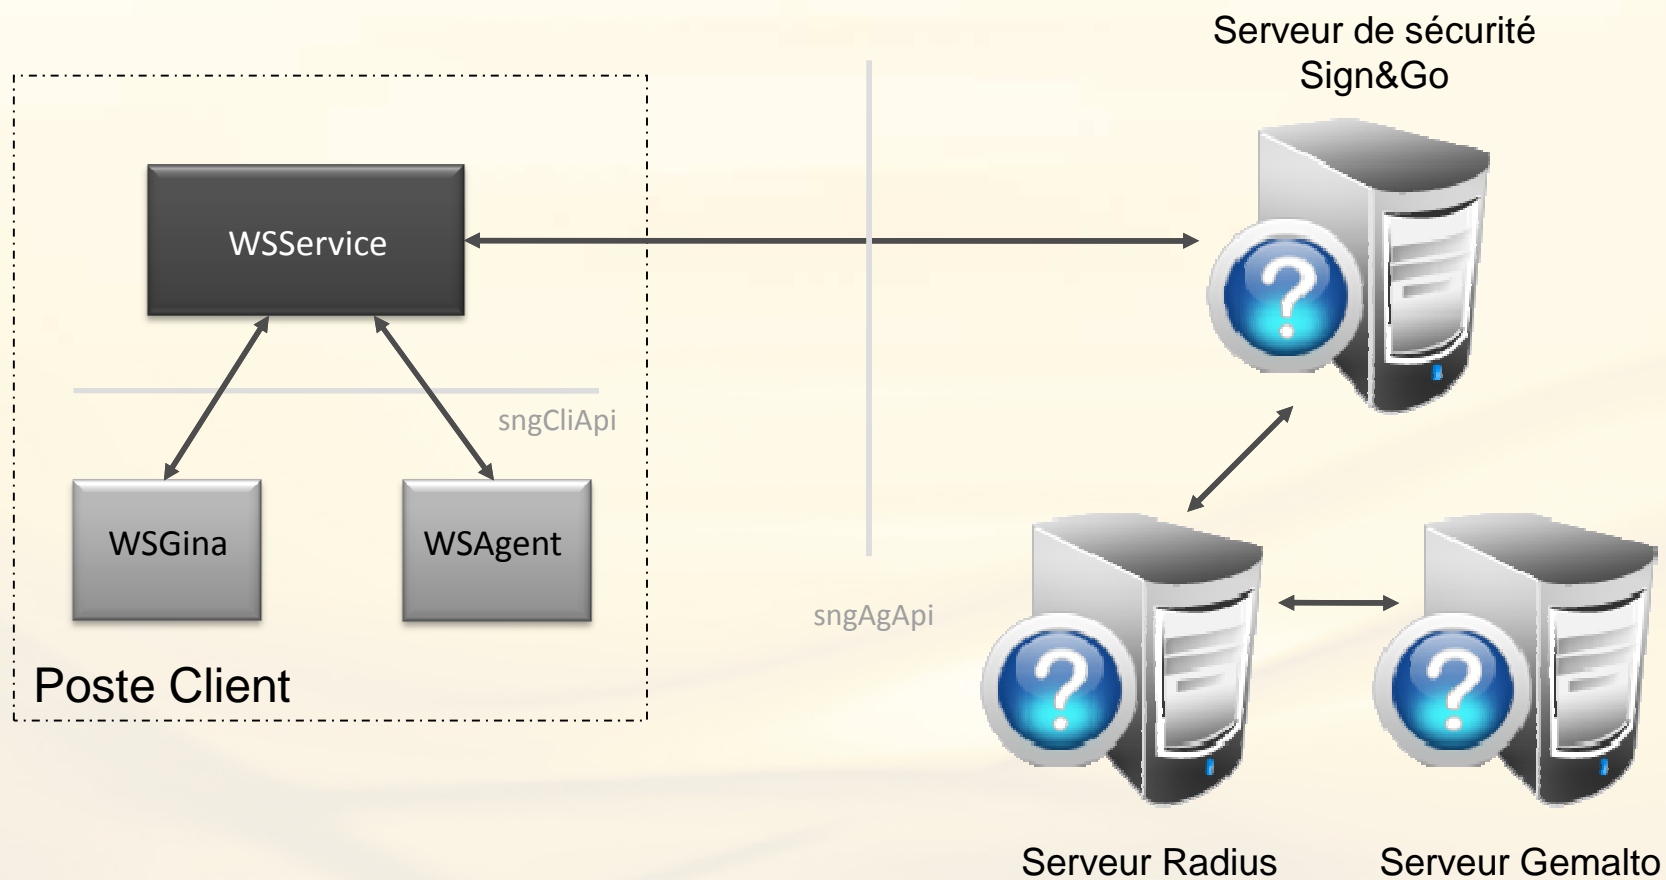 Serveur de sécurité
Sign&Go
WSService
sngCliApi
WSGina
WSAgent
sngAgApi
Poste Client
Serveur Radius
Serveur Gemalto